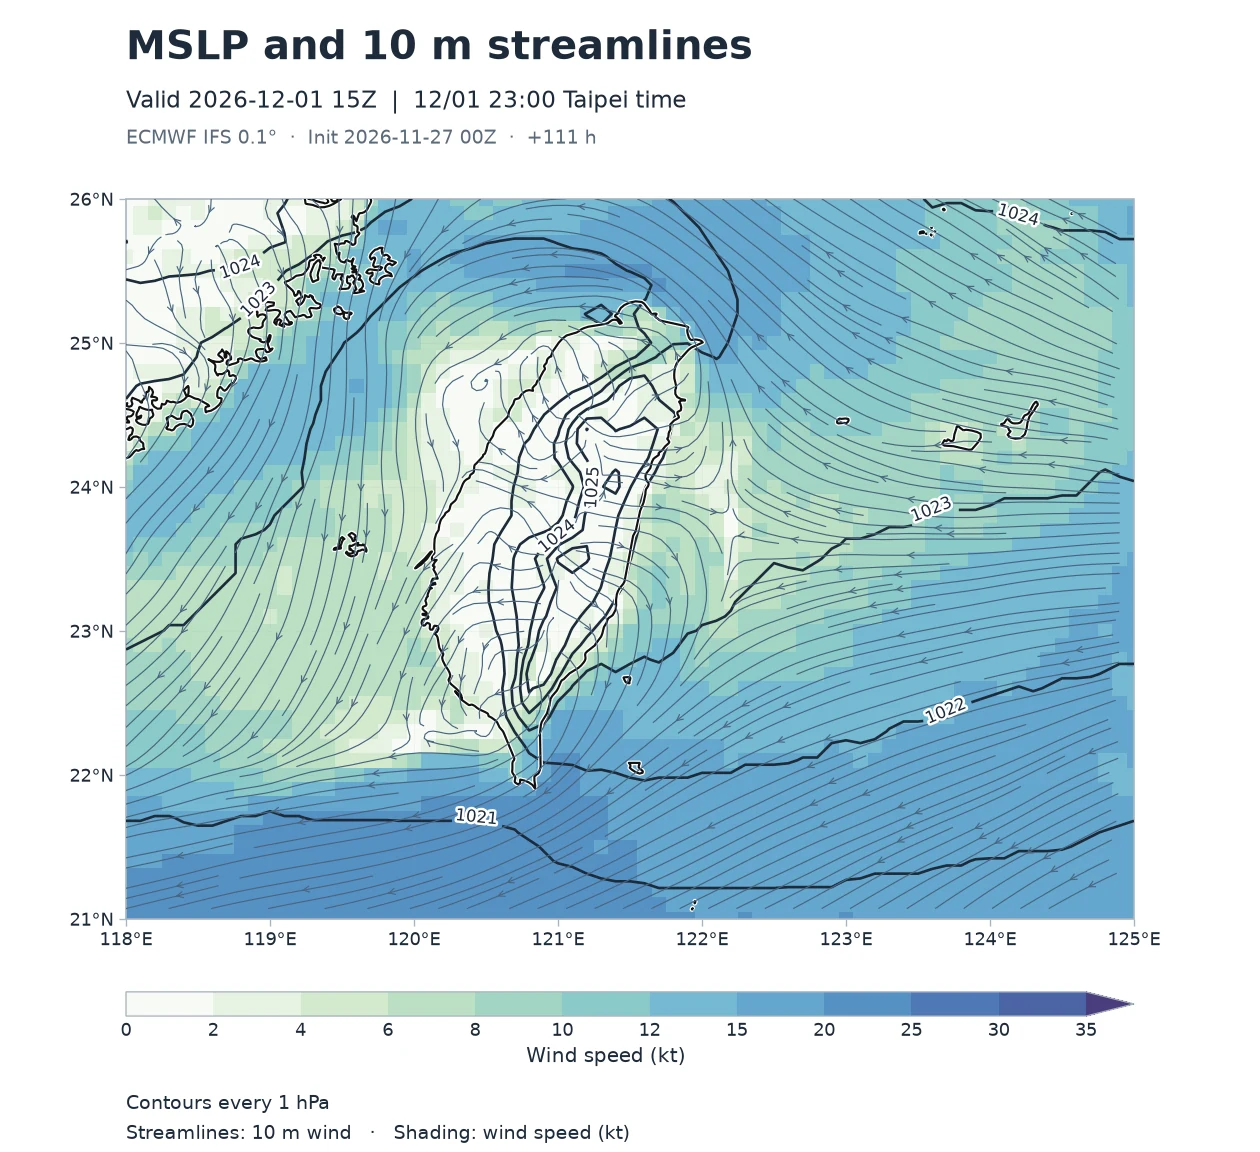 MSLP and 10 m streamlines
Valid 2026-12-01 15Z | 12/01 23:00 Taipei time
ECMWF IFS 0.1° · Init 2026-11-27 00Z · +111 h
26°N
1024
1024
1023
25°N
24°N
1025
1023
1024
23°N
1022
22°N
1021
21°N
118°E 119°E 120°E 121°E 122°E 123°E 124°E 125°E
0 2 4 6 8 10 12 15 20 25 30 35
Wind speed (kt)
Contours every 1 hPa
Streamlines: 10 m wind · Shading: wind speed (kt)